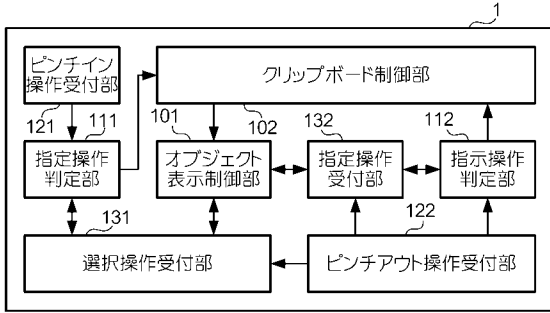 1
ピンチイン
操作受付部
121
クリップボード制御部
102
111
指定操作
判定部
101
オブジェクト
表示制御部
132
指定操作
受付部
112
指示操作
判定部
131
選択操作受付部
122
ピンチアウト操作受付部